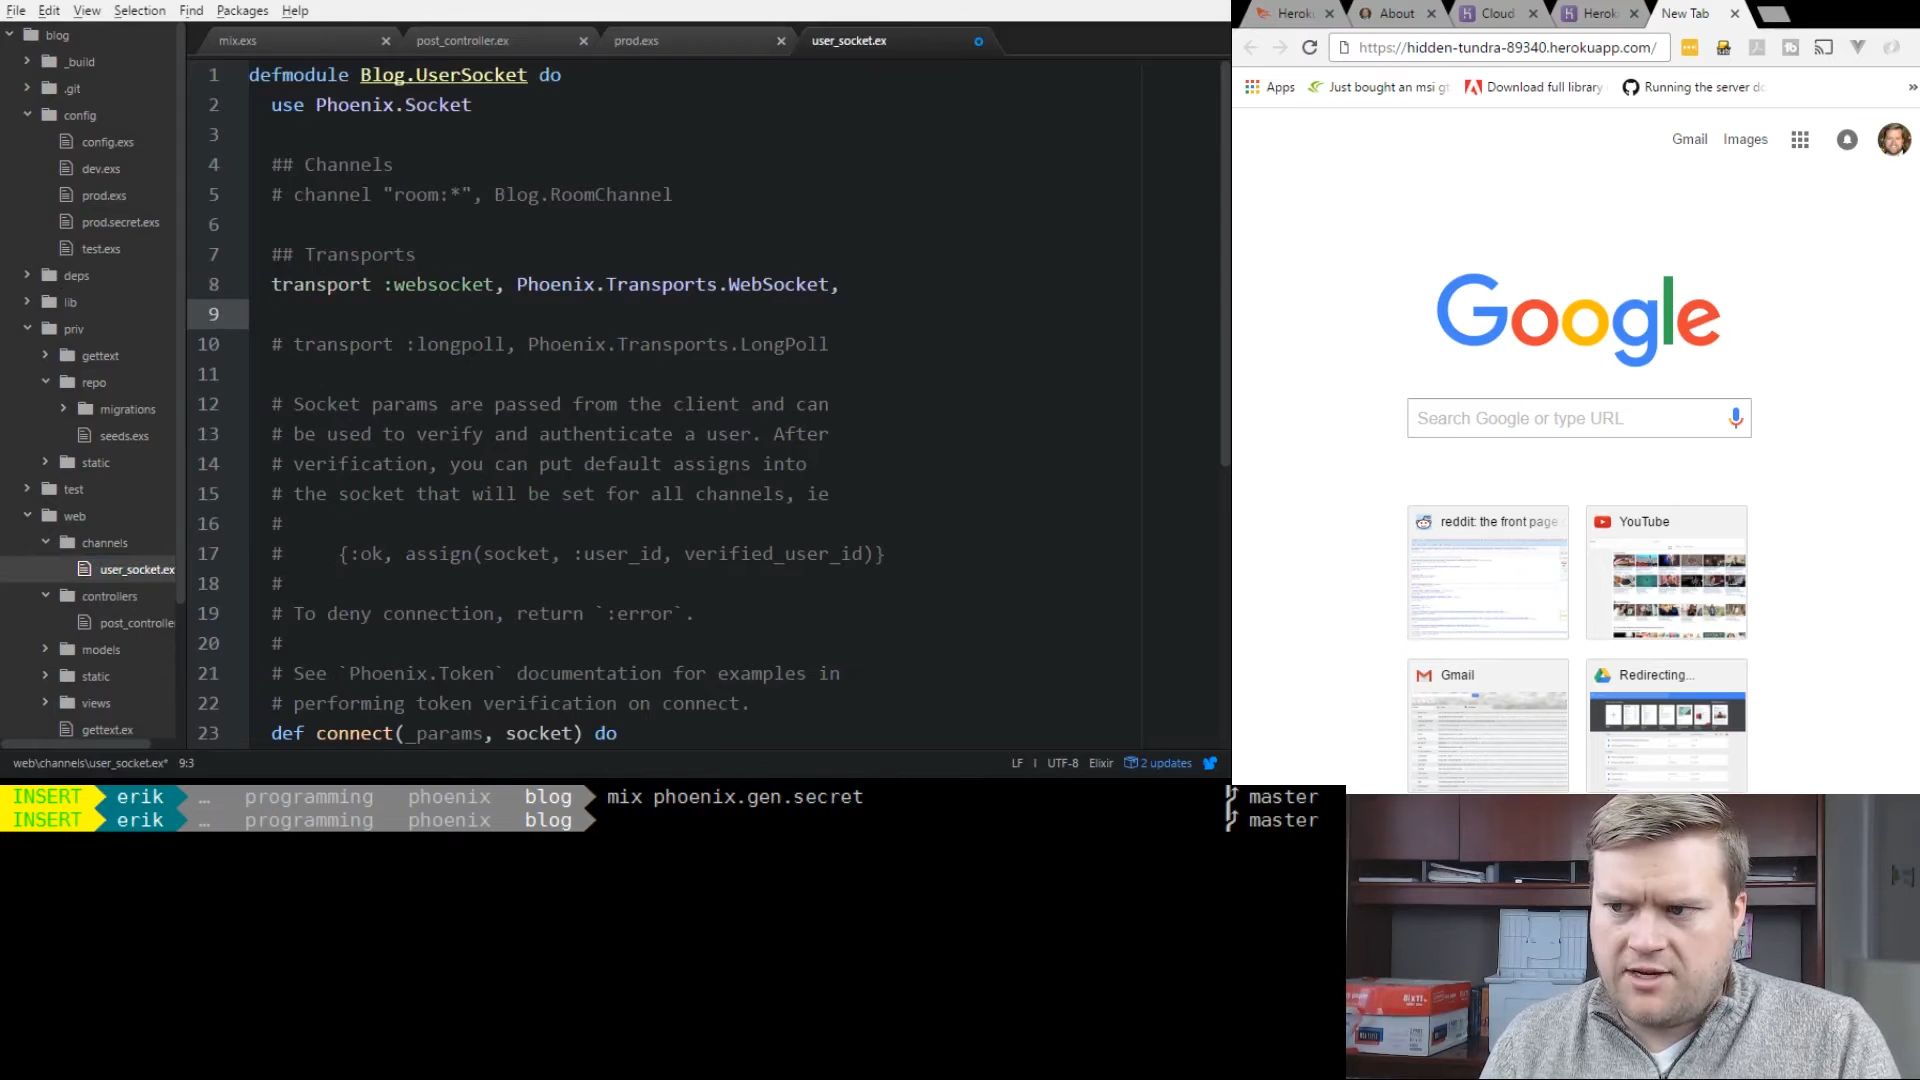 File Edit View Selection Find Packages Help
blog
_build
.git
config
config.exs
dev.exs
prod.exs
prod.secret.exs
test.exs
deps
lib
priv
gettext
repo
migrations
seeds.exs
static
test
web
channels
user_socket.ex
controllers
post_controlle
models
static
views
gettext.ex
mix.exs
post_controller.ex
prod.exs
user_socket.ex
1 defmodule Blog.UserSocket do
2 use Phoenix.Socket
3
4 ## Channels
5 # channel "room:*", Blog.RoomChannel
6
7 ## Transports
8 transport :websocket, Phoenix.Transports.WebSocket,
9
10 # transport :longpoll, Phoenix.Transports.LongPoll
11
12 # Socket params are passed from the client and can
13 # be used to verify and authenticate a user. After
14 # verification, you can put default assigns into
15 # the socket that will be set for all channels, ie
16 #
17 # {:ok, assign(socket, :user_id, verified_user_id)}
18 #
19 # To deny connection, return `:error`.
20 #
21 # See `Phoenix.Token` documentation for examples in
22 # performing token verification on connect.
23 def connect(_params, socket) do
web\channels\user_socket.ex* 9:3
LF UTF-8 Elixir 2 updates
INSERT erik … programming phoenix blog mix phoenix.gen.secret master
INSERT erik … programming phoenix blog master
Heroku About Cloud Herok New Tab
https://hidden-tundra-89340.herokuapp.com/
Apps Just bought an msi gt Download full library Running the server do »
Gmail Images
Google
Search Google or type URL
reddit: the front page
YouTube
Gmail
Redirecting...